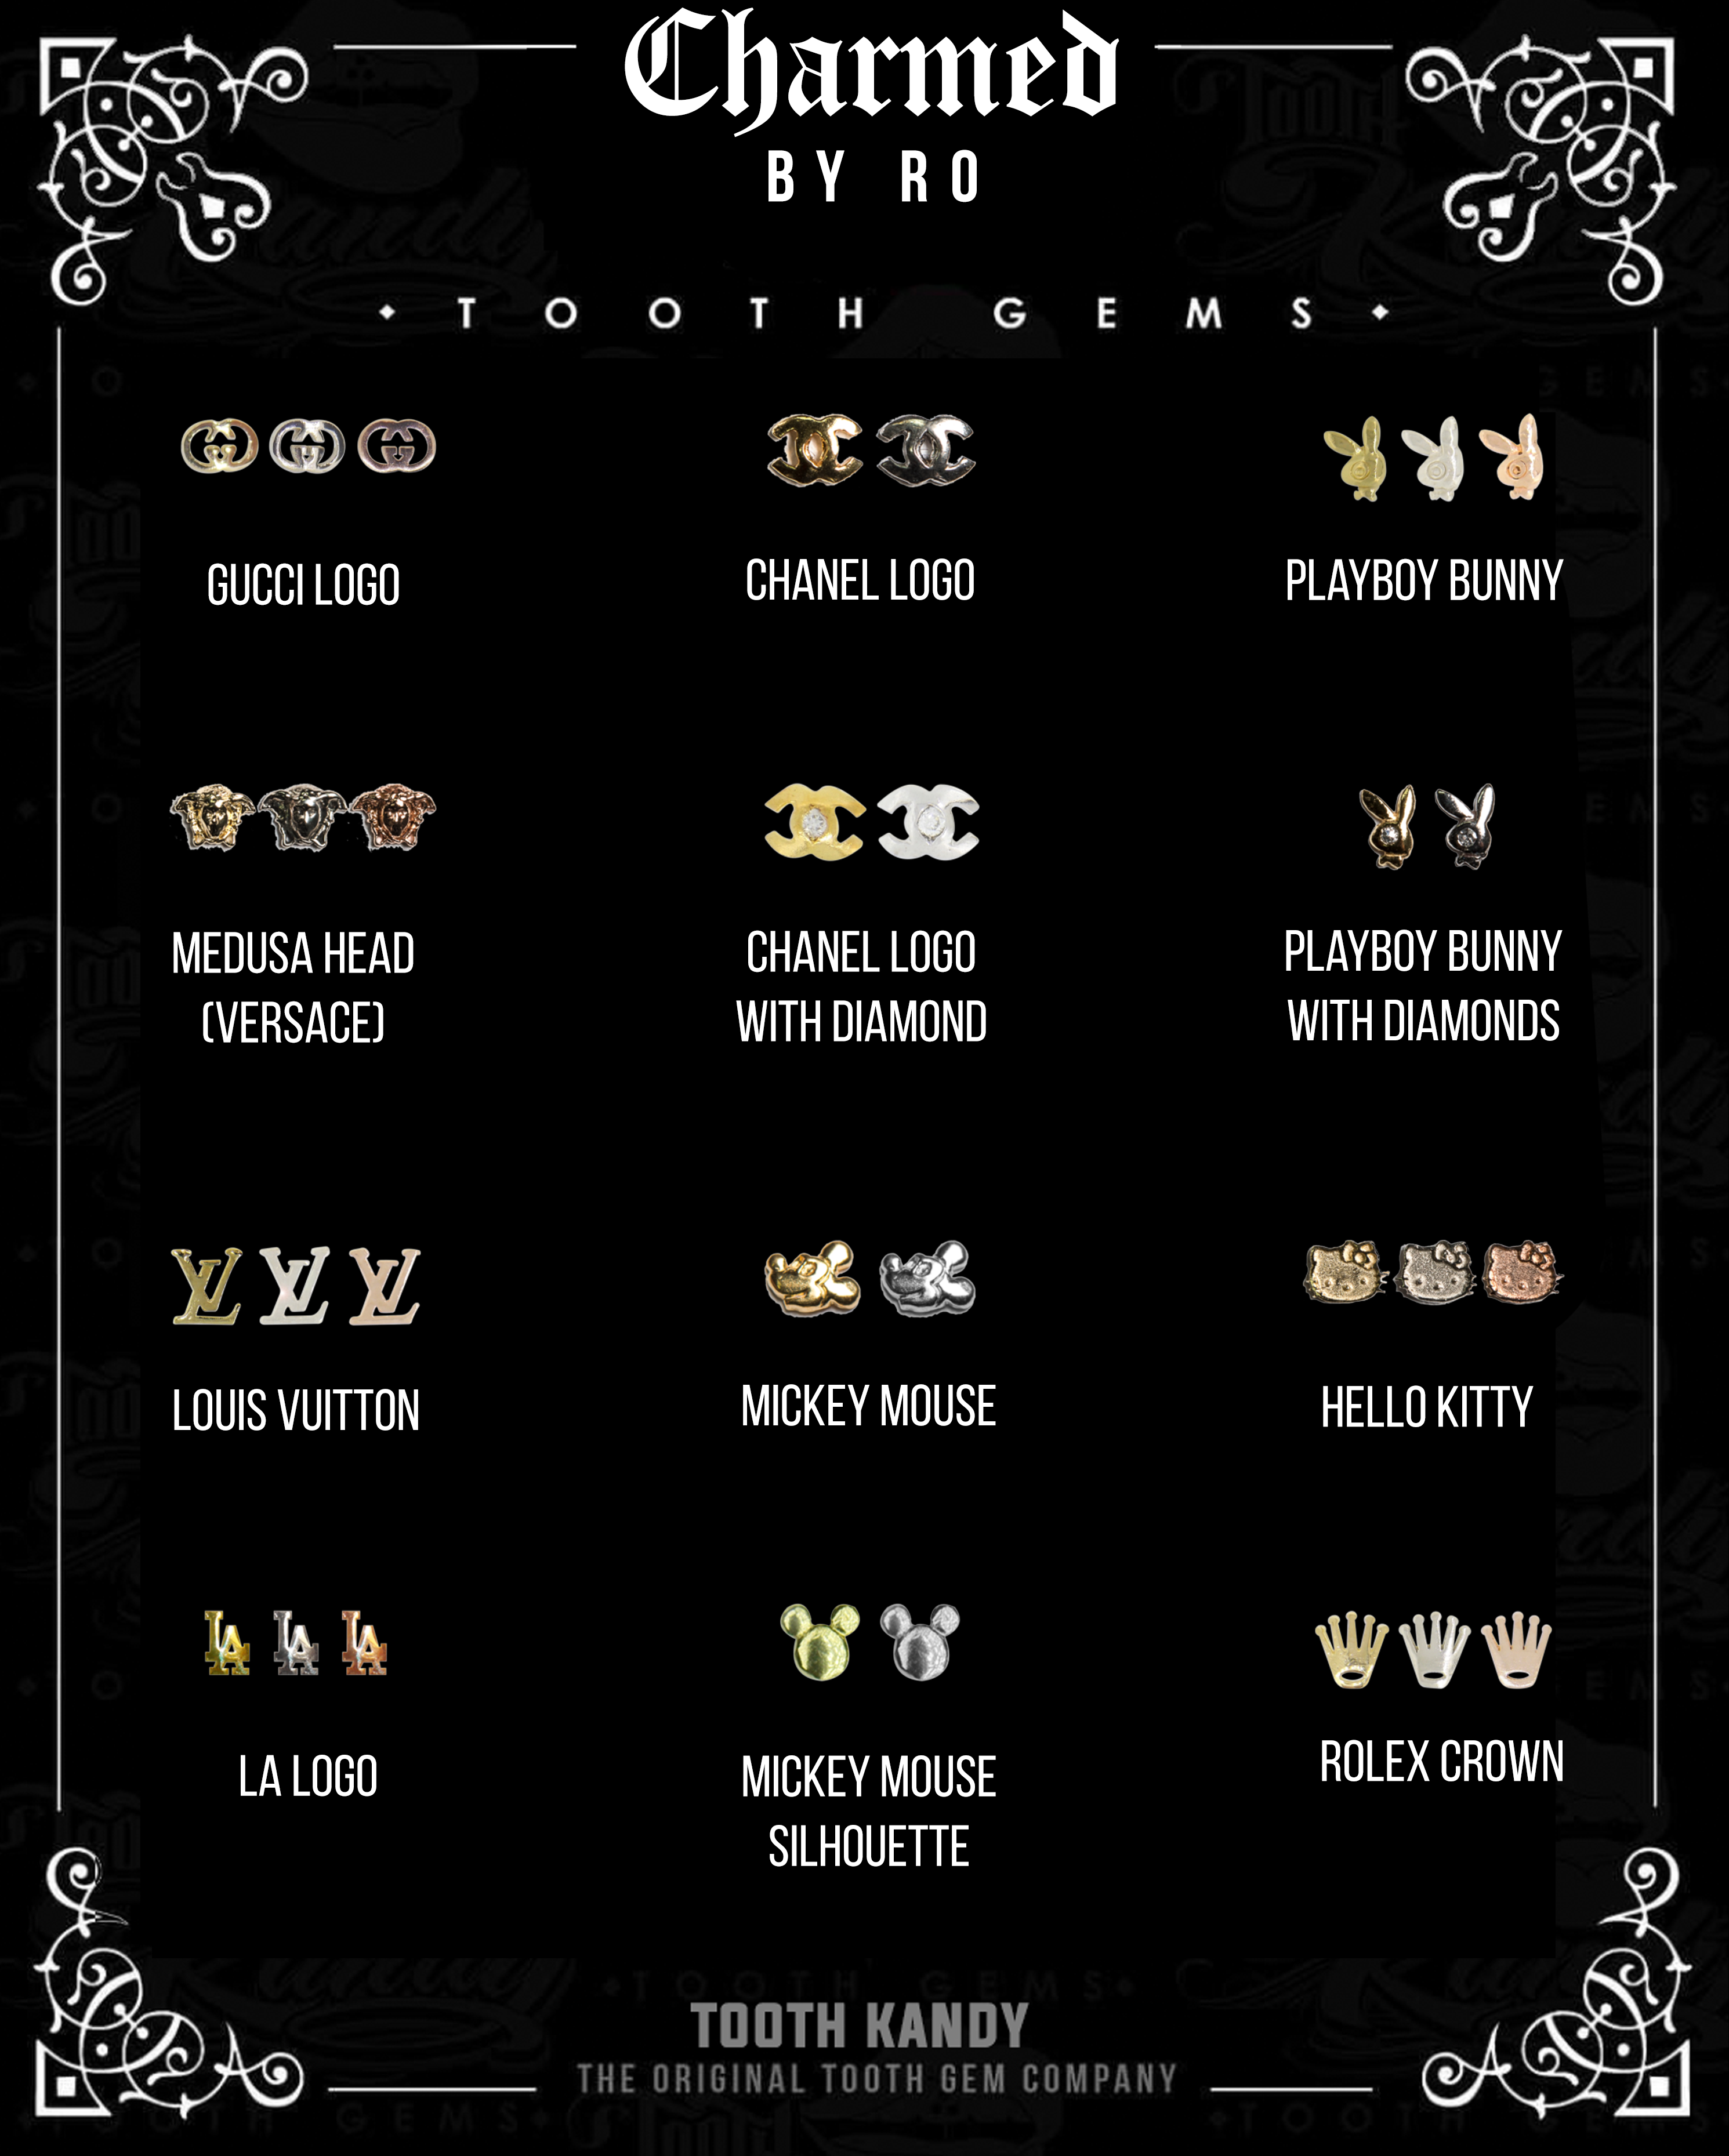 Charmed
BY RO
TOOTH GEMS
GUCCI LOGO
CHANEL LOGO
PLAYBOY BUNNY
MEDUSA HEAD
(VERSACE)
CHANEL LOGO
WITH DIAMOND
PLAYBOY BUNNY
WITH DIAMONDS
LOUIS VUITTON
MICKEY MOUSE
HELLO KITTY
LA LOGO
MICKEY MOUSE
SILHOUETTE
ROLEX CROWN
TOOTH GEMS
TOOTH KANDY
THE ORIGINAL TOOTH GEM COMPANY